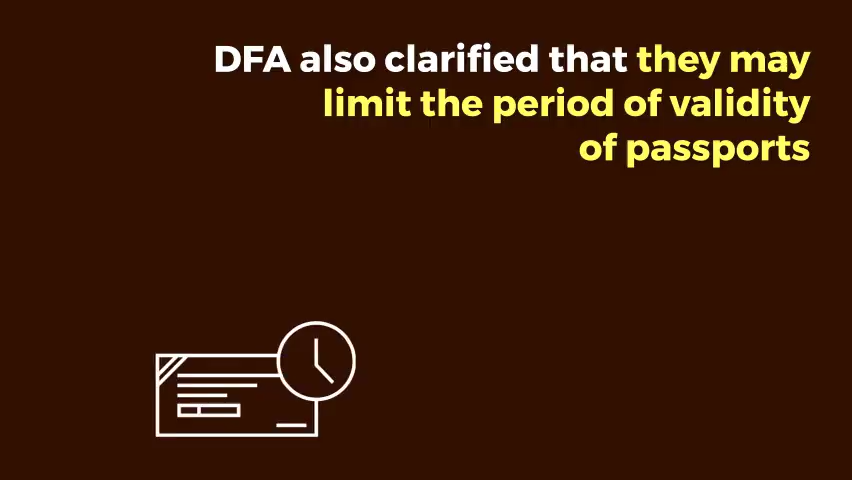 DFA also clarified that they may
limit the period of validity
of passports